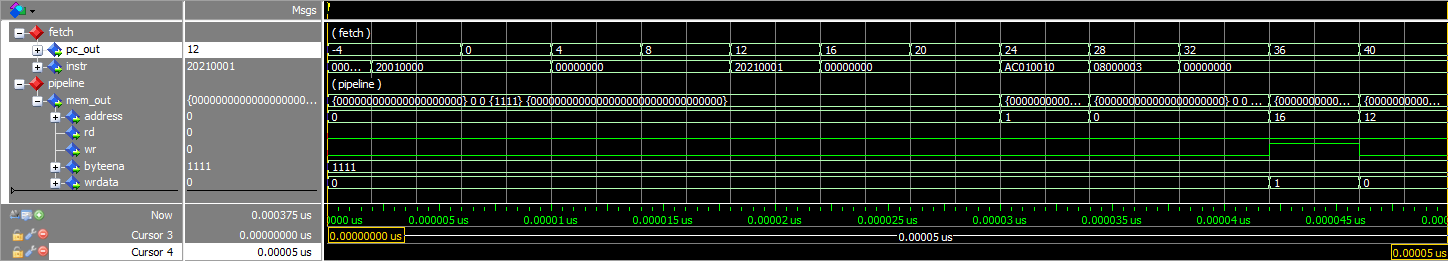 Msgs
fetch ( fetch )
pc_out 12 -4 0 4 8 12 16 20 24 28 32 36 40
instr 20210001 000... 20010000 00000000 20210001 00000000 AC010010 08000003 00000000
pipeline ( pipeline )
mem_out {0000000000000000000... {00000000000000000000} 0 0 {1111} {00000000000000000000000000000000} {0000000000... {00000000000000000000} 0 0 ... {0000000000... {0000000000...
address 0 0 1 0 16 12
rd 0
wr 0
byteena 1111 1111
wrdata 0 0 1 0
Now 0.000375 us 000 us 0.000005 us 0.00001 us 0.000015 us 0.00002 us 0.000025 us 0.00003 us 0.000035 us 0.00004 us 0.000045 us 0.000
Cursor 3 0.00000000 us 0.00000000 us 0.00005 us
Cursor 4 0.00005 us 0.00005 us